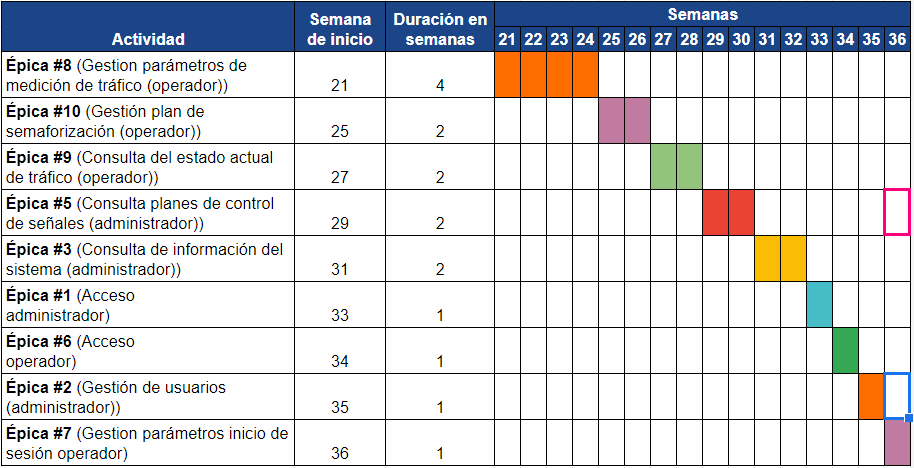 Actividad Semana de inicio Duración en semanas Semanas
21 22 23 24 25 26 27 28 29 30 31 32 33 34 35 36
Épica #8 (Gestion parámetros de
medición de tráfico (operador)) 21 4
Épica #10 (Gestión plan de
semaforización (operador)) 25 2
Épica #9 (Consulta del estado actual
de tráfico (operador)) 27 2
Épica #5 (Consulta planes de control
de señales (administrador)) 29 2
Épica #3 (Consulta de información del
sistema (administrador)) 31 2
Épica #1 (Acceso
administrador) 33 1
Épica #6 (Acceso
operador) 34 1
Épica #2 (Gestión de usuarios
(administrador)) 35 1
Épica #7 (Gestion parámetros inicio de
sesión operador) 36 1